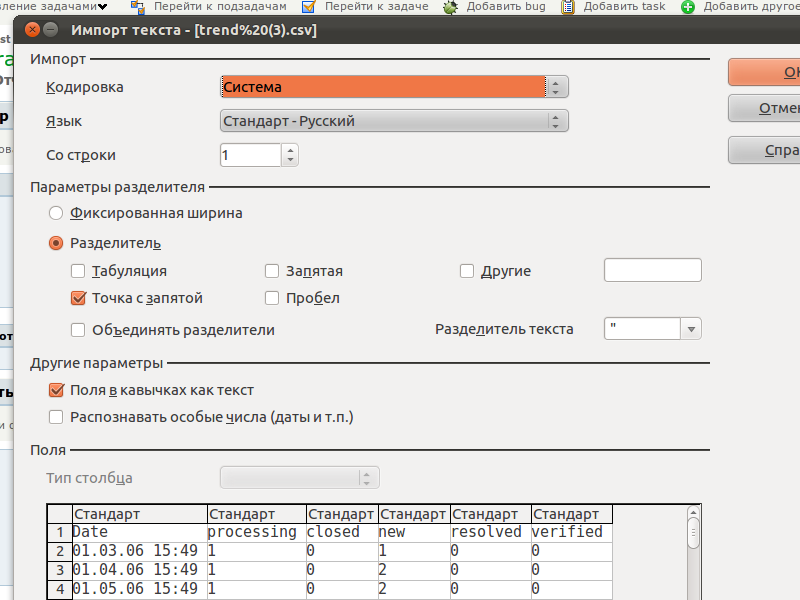 вление задачами Перейти к подзадачам Перейти к задаче Добавить bug Добавить task Добавить другое
Импорт текста - [trend%20(3).csv]
Импорт
Кодировка Система ОК
Язык Стандарт - Русский Отмен
Со строки 1 Спра
Параметры разделителя
Фиксированная ширина
Разделитель
Табуляция Запятая Другие
Точка с запятой Пробел
Объединять разделители Разделитель текста "
Другие параметры
Поля в кавычках как текст
Распознавать особые числа (даты и т.п.)
Поля
Тип столбца
Стандарт Стандарт Стандарт Стандарт Стандарт Стандарт
1 Date processing closed new resolved verified
2 01.03.06 15:49 1 0 1 0 0
3 01.04.06 15:49 1 0 2 0 0
4 01.05.06 15:49 1 0 2 0 0